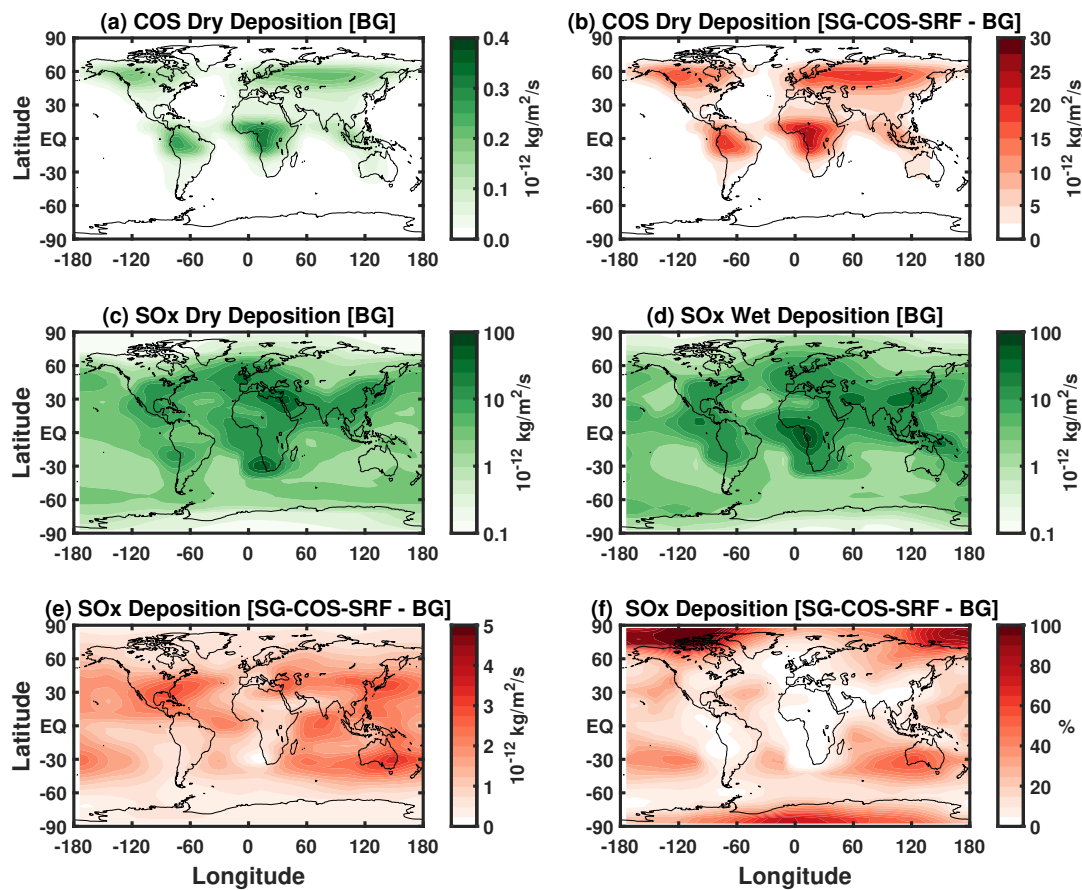 (a) COS Dry Deposition [BG]
(b) COS Dry Deposition [SG-COS-SRF - BG]
90
60
30
EQ
-30
-60
-90
Latitude
-180 -120 -60 0 60 120 180
0.4
0.3
0.2
0.1
0.0
10-12 kg/m2/s
90
60
30
EQ
-30
-60
-90
-180 -120 -60 0 60 120 180
30
25
20
15
10
5
0
10-12 kg/m2/s
(c) SOx Dry Deposition [BG]
(d) SOx Wet Deposition [BG]
90
60
30
EQ
-30
-60
-90
Latitude
-180 -120 -60 0 60 120 180
100
10
1
0.1
10-12 kg/m2/s
90
60
30
EQ
-30
-60
-90
-180 -120 -60 0 60 120 180
100
10
1
0.1
10-12 kg/m2/s
(e) SOx Deposition [SG-COS-SRF - BG]
(f) SOx Deposition [SG-COS-SRF - BG]
90
60
30
EQ
-30
-60
-90
Latitude
-180 -120 -60 0 60 120 180
Longitude
5
4
3
2
1
0
10-12 kg/m2/s
90
60
30
EQ
-30
-60
-90
-180 -120 -60 0 60 120 180
Longitude
100
80
60
40
20
0
%